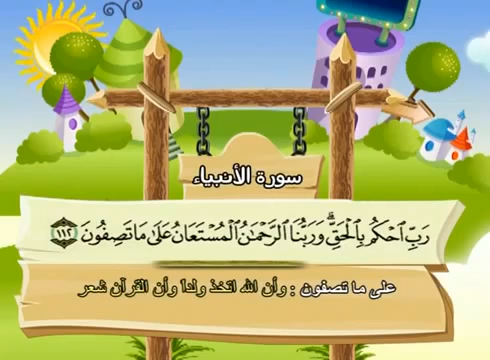 سورة الأنبياء
رَبِّ ٱحْكُم بِٱلْحَقِّ ۗ وَرَبُّنَا ٱلرَّحْمَٰنُ ٱلْمُسْتَعَانُ عَلَىٰ مَا تَصِفُونَ ١١٢
على ما تصفون : وأن الله اتخذ ولداً وأن القرآن شعر